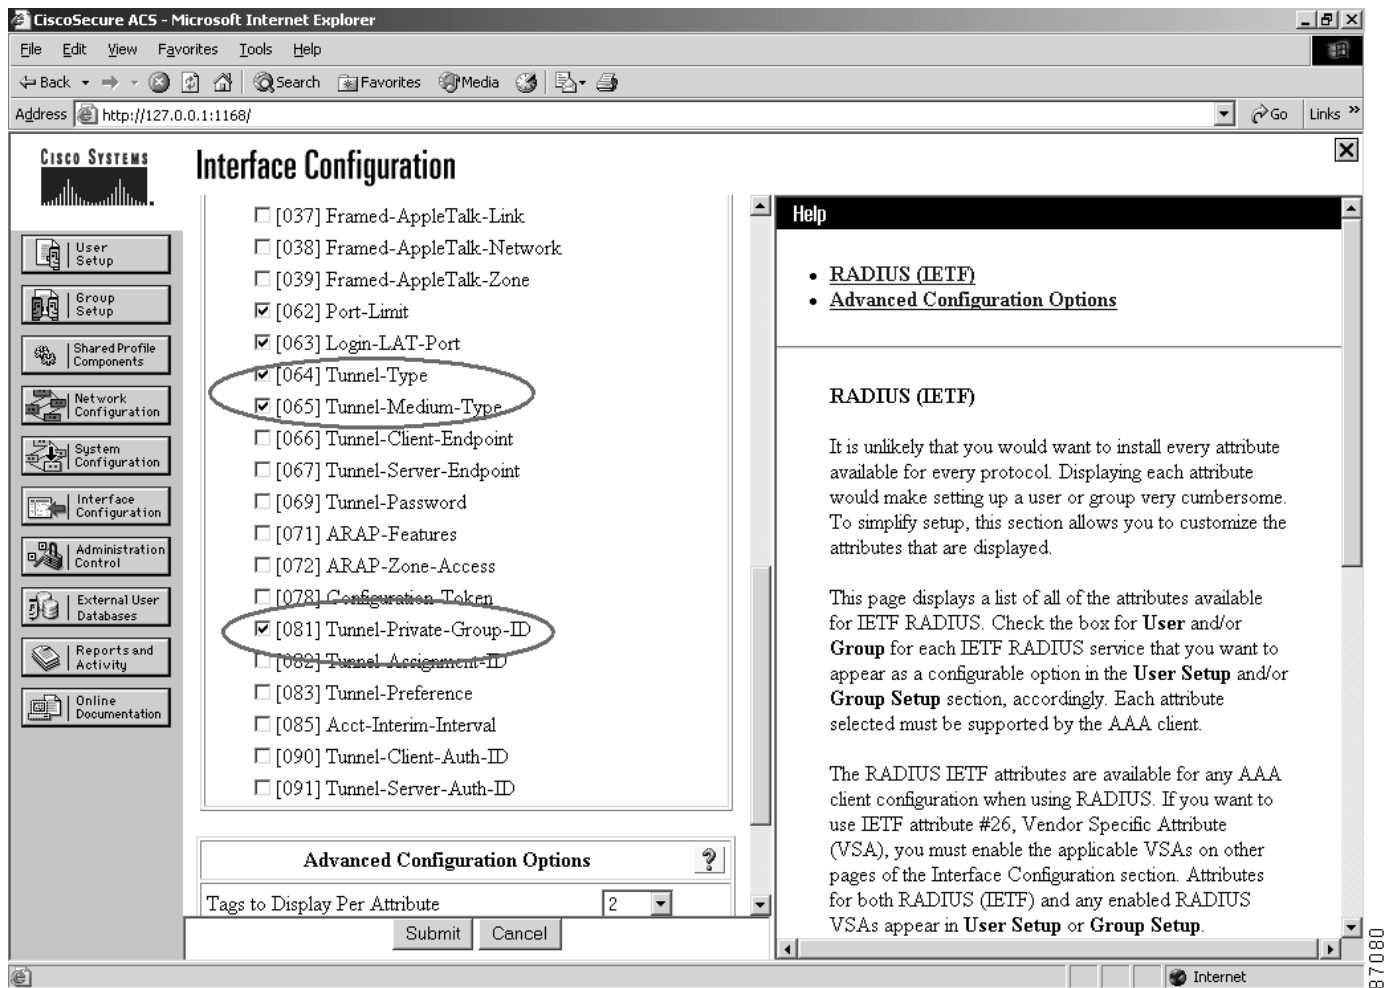 CiscoSecure ACS - Microsoft Internet Explorer
File Edit View Favorites Tools Help
Back Search Favorites Media
Address http://127.0.0.1:1168/ Go Links »
CISCO SYSTEMS
Interface Configuration
User
Setup
Group
Setup
Shared Profile
Components
Network
Configuration
System
Configuration
Interface
Configuration
Administration
Control
External User
Databases
Reports and
Activity
Online
Documentation
[037] Framed-AppleTalk-Link
[038] Framed-AppleTalk-Network
[039] Framed-AppleTalk-Zone
[062] Port-Limit
[063] Login-LAT-Port
[064] Tunnel-Type
[065] Tunnel-Medium-Type
[066] Tunnel-Client-Endpoint
[067] Tunnel-Server-Endpoint
[069] Tunnel-Password
[071] ARAP-Features
[072] ARAP-Zone-Access
[078] Configuration-Token
[081] Tunnel-Private-Group-ID
[082] Tunnel-Assignment-ID
[083] Tunnel-Preference
[085] Acct-Interim-Interval
[090] Tunnel-Client-Auth-ID
[091] Tunnel-Server-Auth-ID
Advanced Configuration Options ?
Tags to Display Per Attribute 2
Submit Cancel
Help
• RADIUS (IETF)
• Advanced Configuration Options
RADIUS (IETF)
It is unlikely that you would want to install every attribute
available for every protocol. Displaying each attribute
would make setting up a user or group very cumbersome.
To simplify setup, this section allows you to customize the
attributes that are displayed.
This page displays a list of all of the attributes available
for IETF RADIUS. Check the box for User and/or
Group for each IETF RADIUS service that you want to
appear as a configurable option in the User Setup and/or
Group Setup section, accordingly. Each attribute
selected must be supported by the AAA client.
The RADIUS IETF attributes are available for any AAA
client configuration when using RADIUS. If you want to
use IETF attribute #26, Vendor Specific Attribute
(VSA), you must enable the applicable VSAs on other
pages of the Interface Configuration section. Attributes
for both RADIUS (IETF) and any enabled RADIUS
VSAs appear in User Setup or Group Setup.
Internet
87080